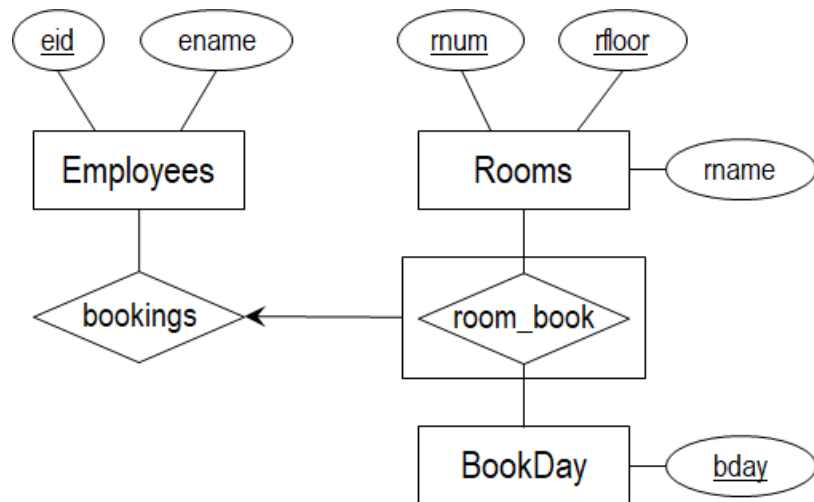 eid
ename
rnum
rfloor
Employees
Rooms
rname
bookings
room_book
BookDay
bday